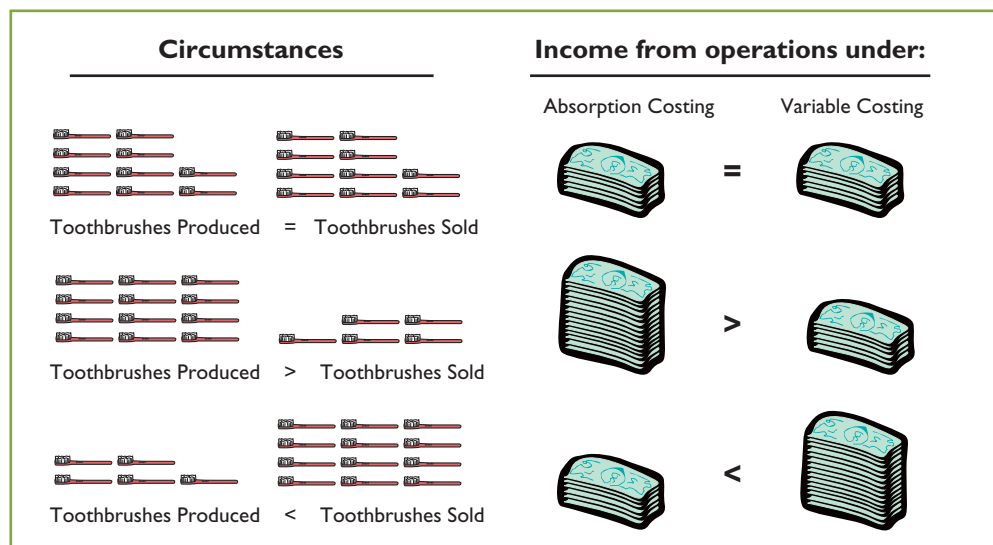 Circumstances
Income from operations under:
Absorption Costing
Variable Costing
=
Toothbrushes Produced = Toothbrushes Sold
>
Toothbrushes Produced > Toothbrushes Sold
<
Toothbrushes Produced < Toothbrushes Sold